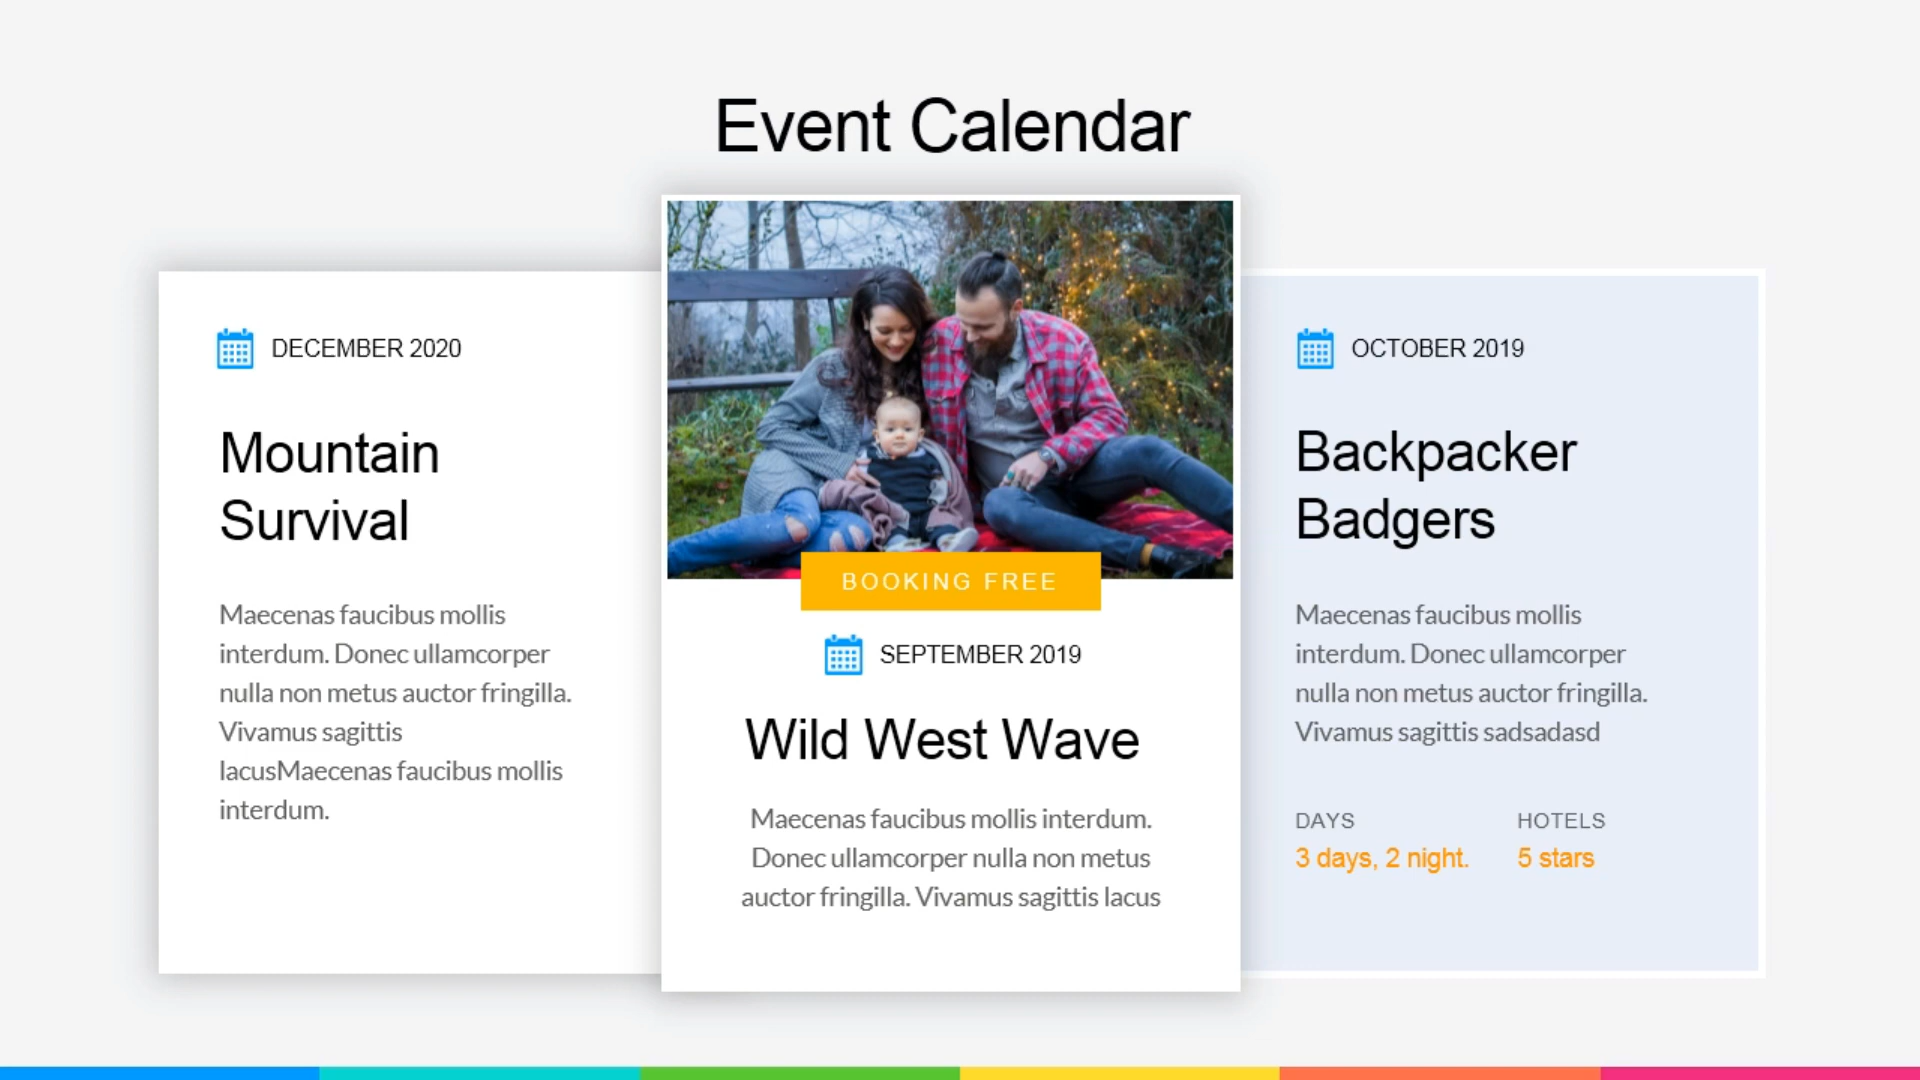 Event Calendar
DECEMBER 2020
Mountain
Survival
Maecenas faucibus mollis
interdum. Donec ullamcorper
nulla non metus auctor fringilla.
Vivamus sagittis
lacusMaecenas faucibus mollis
interdum.
BOOKING FREE
SEPTEMBER 2019
Wild West Wave
Maecenas faucibus mollis interdum.
Donec ullamcorper nulla non metus
auctor fringilla. Vivamus sagittis lacus
OCTOBER 2019
Backpacker
Badgers
Maecenas faucibus mollis
interdum. Donec ullamcorper
nulla non metus auctor fringilla.
Vivamus sagittis sadsadasd
DAYS
3 days, 2 night.
HOTELS
5 stars